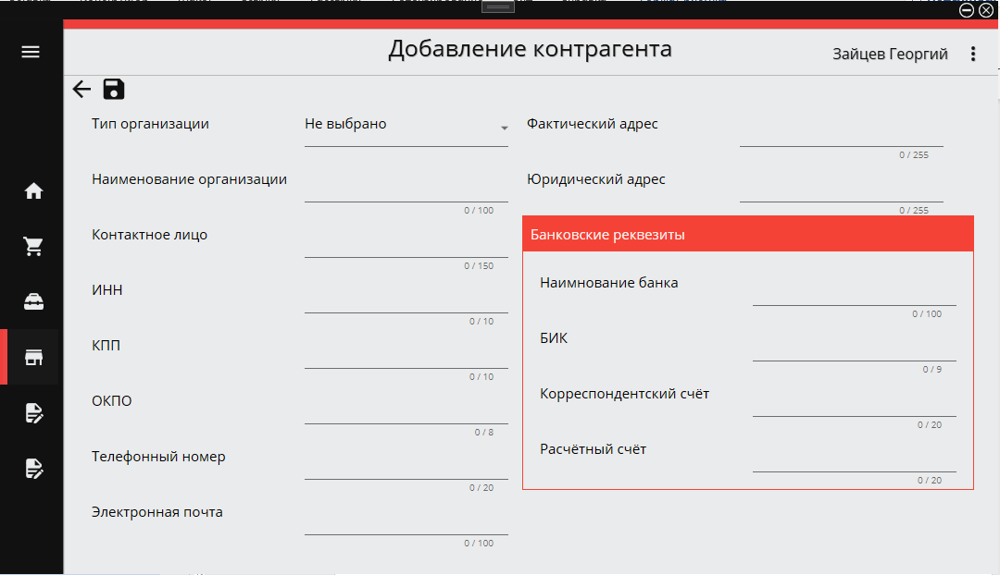 Добавление контрагента
Зайцев Георгий
Тип организации
Не выбрано
Наименование организации
0 / 100
Контактное лицо
0 / 150
ИНН
0 / 10
КПП
0 / 10
ОКПО
0 / 8
Телефонный номер
0 / 20
Электронная почта
0 / 100
Фактический адрес
0 / 255
Юридический адрес
0 / 255
Банковские реквезиты
Наимнование банка
0 / 100
БИК
0 / 9
Корреспондентский счёт
0 / 20
Расчётный счёт
0 / 20